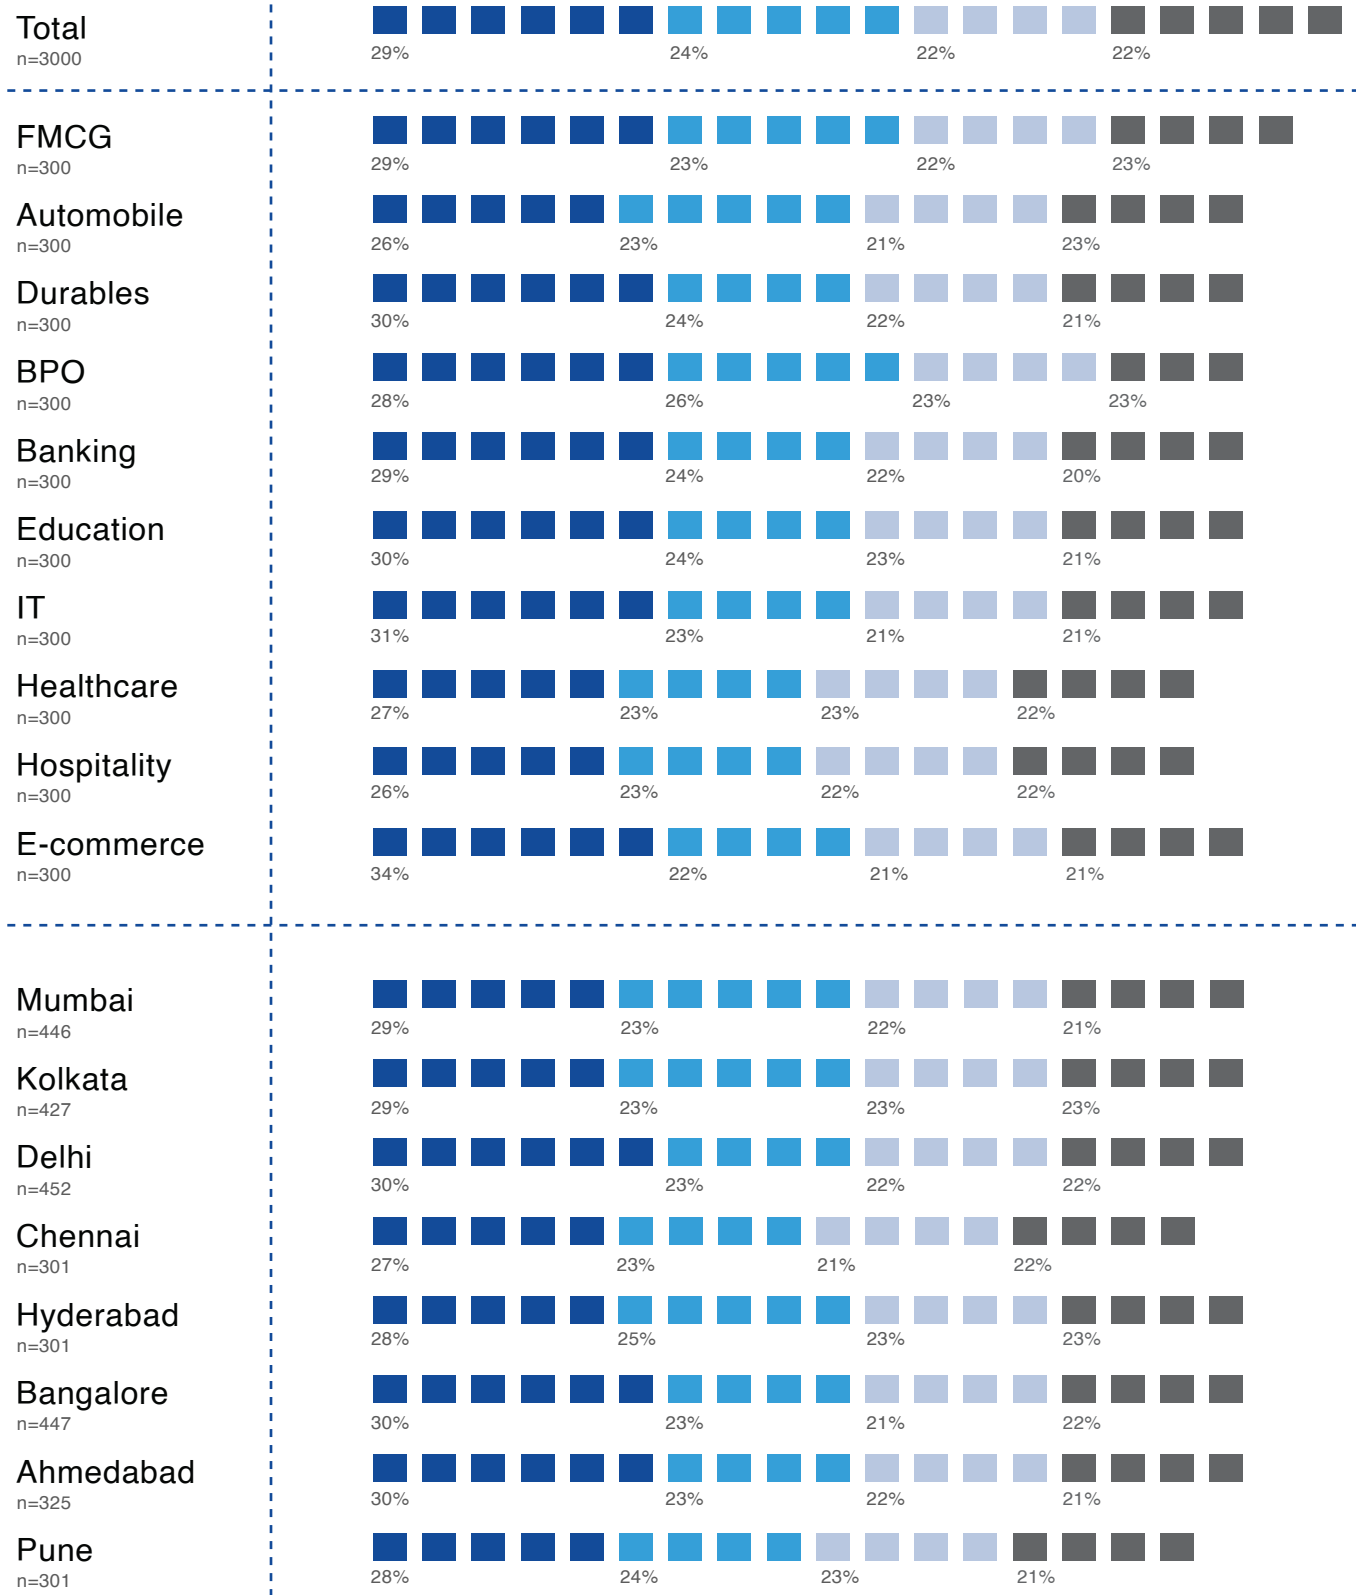 Total
n=3000
29% 24% 22% 22%
FMCG
n=300
29% 23% 22% 23%
Automobile
n=300
26% 23% 21% 23%
Durables
n=300
30% 24% 22% 21%
BPO
n=300
28% 26% 23% 23%
Banking
n=300
29% 24% 22% 20%
Education
n=300
30% 24% 23% 21%
IT
n=300
31% 23% 21% 21%
Healthcare
n=300
27% 23% 23% 22%
Hospitality
n=300
26% 23% 22% 22%
E-commerce
n=300
34% 22% 21% 21%
Mumbai
n=446
29% 23% 22% 21%
Kolkata
n=427
29% 23% 23% 23%
Delhi
n=452
30% 23% 22% 22%
Chennai
n=301
27% 23% 21% 22%
Hyderabad
n=301
28% 25% 23% 23%
Bangalore
n=447
30% 23% 21% 22%
Ahmedabad
n=325
30% 23% 22% 21%
Pune
n=301
28% 24% 23% 21%